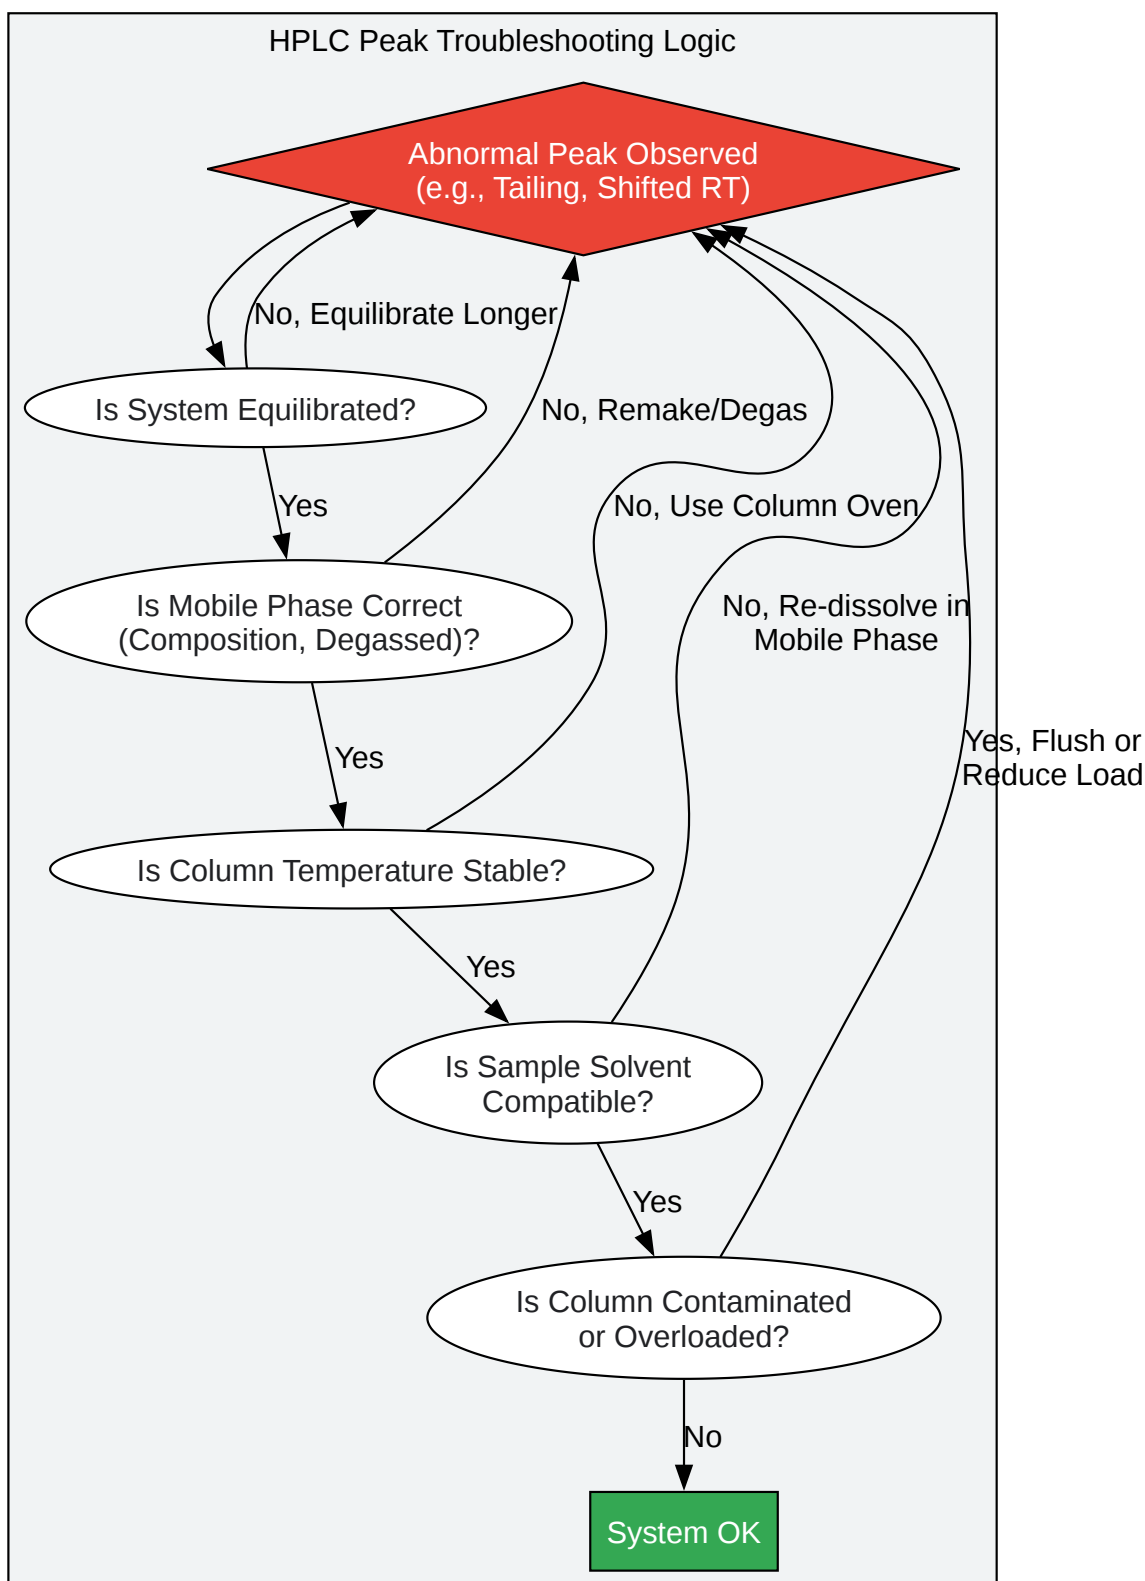 HPLC Peak Troubleshooting Logic
Abnormal Peak Observed
(e.g., Tailing, Shifted RT)
No, Equilibrate Longer
Is System Equilibrated?
No, Remake/Degas
Yes
No, Use Column Oven
Is Mobile Phase Correct
(Composition, Degassed)?
No, Re-dissolve in
Mobile Phase
Yes
Yes, Flush or
Reduce Load
Is Column Temperature Stable?
Yes
Is Sample Solvent
Compatible?
Yes
Is Column Contaminated
or Overloaded?
No
System OK